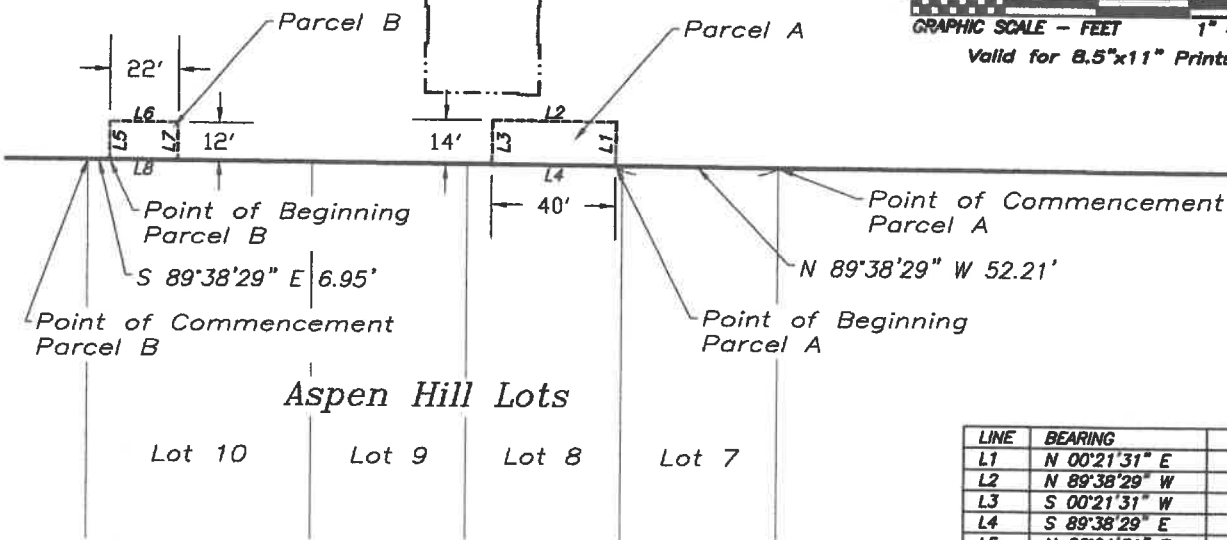 Parcel B
Parcel A
GRAPHIC SCALE - FEET 1"
Valid for 8.5"x11"
22'
L6
L5
L7
12'
L8
14'
L2
L3
L1
L4
40'
Point of Beginning
Parcel B
S 89°38'29" E 6.95'
Point of Commencement
Parcel B
Point of Commencement
Parcel A
N 89°38'29" W 52.21'
Point of Beginning
Parcel A
Aspen Hill Lots
Lot 10
Lot 9
Lot 8
Lot 7
LINE BEARING
L1 N 00°21'31" E
L2 N 89°38'29" W
L3 S 00°21'31" W
L4 S 89°38'29" E